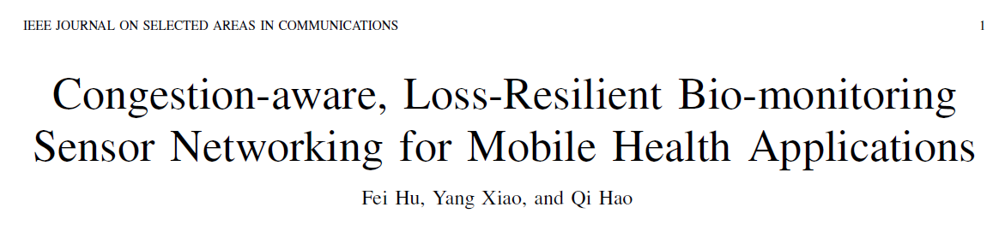 IEEE JOURNAL ON SELECTED AREAS IN COMMUNICATIONS 1
Congestion-aware, Loss-Resilient Bio-monitoring
Sensor Networking for Mobile Health Applications
Fei Hu, Yang Xiao, and Qi Hao